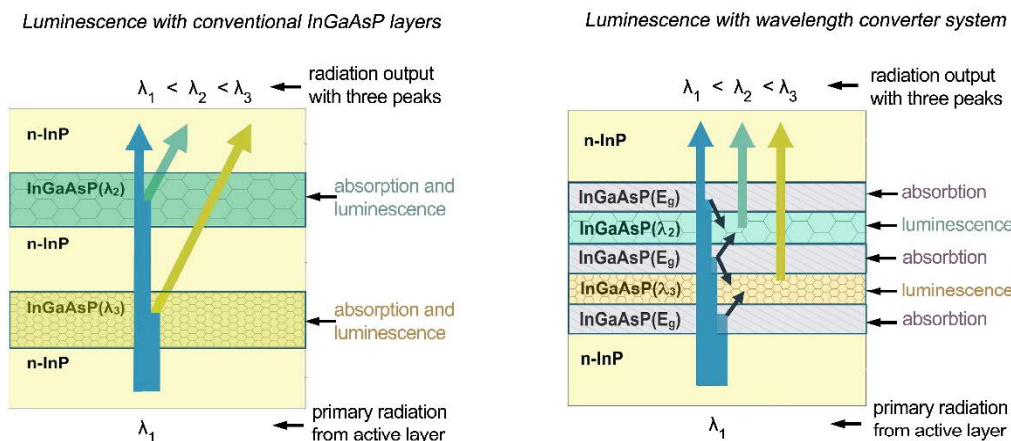 Luminescence with conventional InGaAsP layers
λ1 < λ2 < λ3
radiation output
with three peaks
n-InP
InGaAsP(λ2)
absorption and
luminescence
n-InP
InGaAsP(λ3)
absorption and
luminescence
n-InP
λ1
primary radiation
from active layer
Luminescence with wavelength converter system
λ1 < λ2 < λ3
radiation output
with three peaks
n-InP
InGaAsP(Eg)
absorbtion
InGaAsP(λ2)
luminescence
InGaAsP(Eg)
absorbtion
InGaAsP(λ3)
luminescence
InGaAsP(Eg)
absorbtion
n-InP
λ1
primary radiation
from active layer